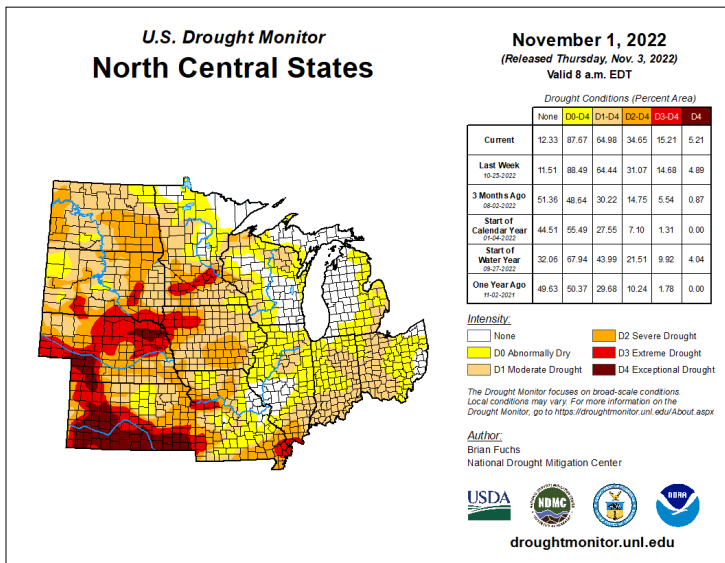 U.S. Drought Monitor
North Central States
November 1, 2022
(Released Thursday, Nov. 3, 2022)
Valid 8 a.m. EDT
Drought Conditions (Percent Area)
None D0-D4 D1-D4 D2-D4 D3-D4 D4
Current 12.33 87.67 64.98 34.65 15.21 5.21
Last Week
10-25-2022 11.51 88.49 64.44 31.07 14.68 4.89
3 Months Ago
08-02-2022 51.36 48.64 30.22 14.75 5.54 0.87
Start of
Calendar Year
01-04-2022 44.51 55.49 27.55 7.10 1.31 0.00
Start of
Water Year
09-27-2022 32.06 67.94 43.99 21.51 9.92 4.04
One Year Ago
11-02-2021 49.63 50.37 29.68 10.24 1.78 0.00
Intensity:
None
D0 Abnormally Dry
D1 Moderate Drought
D2 Severe Drought
D3 Extreme Drought
D4 Exceptional Drought
The Drought Monitor focuses on broad-scale conditions.
Local conditions may vary. For more information on the
Drought Monitor, go to https://droughtmonitor.unl.edu/About.aspx
Author:
Brian Fuchs
National Drought Mitigation Center
USDA
NDMC
NOAA
droughtmonitor.unl.edu